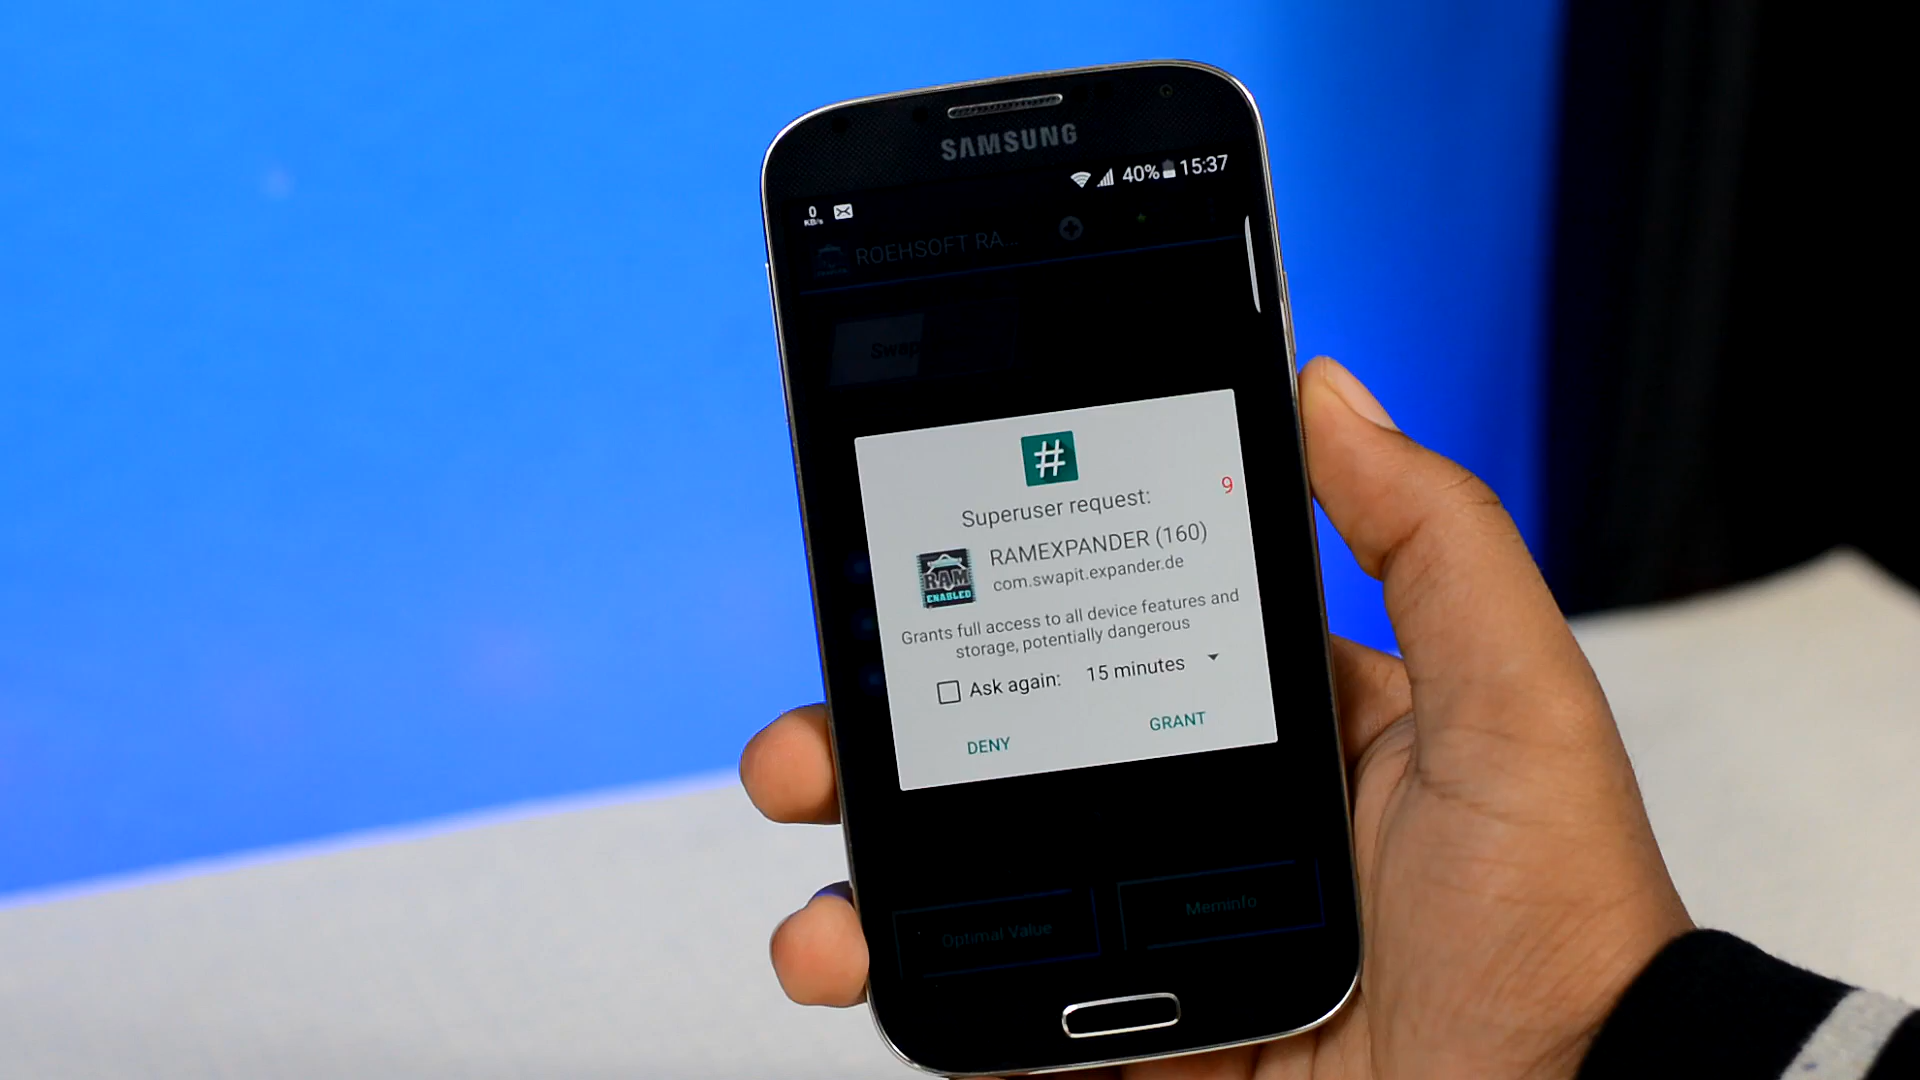 SAMSUNG
40% 15:37
0
KB/s
ROEHSOFT RA...
Swap
#
Superuser request:
9
RAMEXPANDER (160)
com.swapit.expander.de
RAM
ENABLED
Grants full access to all device features and
storage, potentially dangerous
Ask again: 15 minutes
DENY GRANT
Optimal Value Meminfo